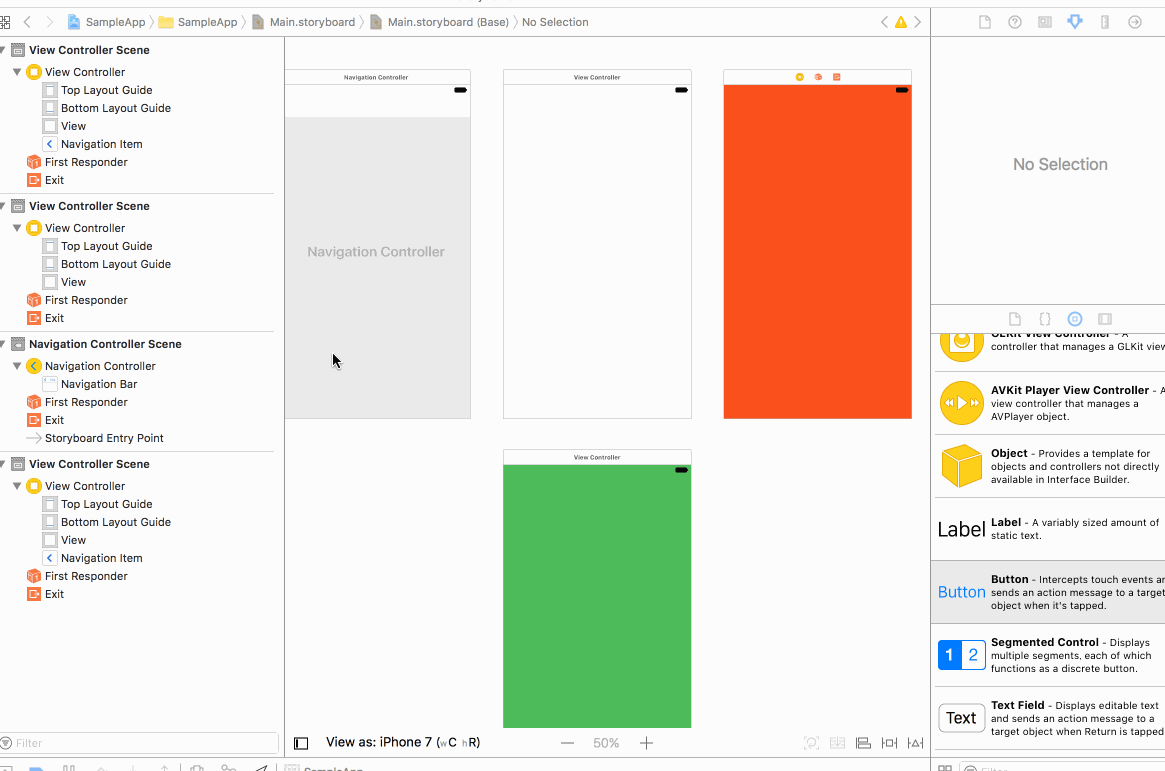 SampleApp
SampleApp
Main.storyboard
Main.storyboard (Base)
No Selection
View Controller Scene
View Controller
Top Layout Guide
Bottom Layout Guide
View
Navigation Item
First Responder
Exit
View Controller Scene
View Controller
Top Layout Guide
Bottom Layout Guide
View
First Responder
Exit
Navigation Controller Scene
Navigation Controller
Navigation Bar
First Responder
Exit
Storyboard Entry Point
View Controller Scene
View Controller
Top Layout Guide
Bottom Layout Guide
View
Navigation Item
First Responder
Exit
Filter
Navigation Controller
Navigation Controller
View Controller
View Controller
View as: iPhone 7 (wC hR)
50%
SampleApp
No Selection
GLKit View Controller - A
controller that manages a GLKit view
AVKit Player View Controller - A
view controller that manages a
AVPlayer object.
Object - Provides a template for
objects and controllers not directly
available in Interface Builder.
Label
Label - A variably sized amount of
static text.
Button
Button - Intercepts touch events an
sends an action message to a target
object when it's tapped.
1 2
Segmented Control - Displays
multiple segments, each of which
functions as a discrete button.
Text
Text Field - Displays editable text
and sends an action message to a
target object when Return is tapped
Filter